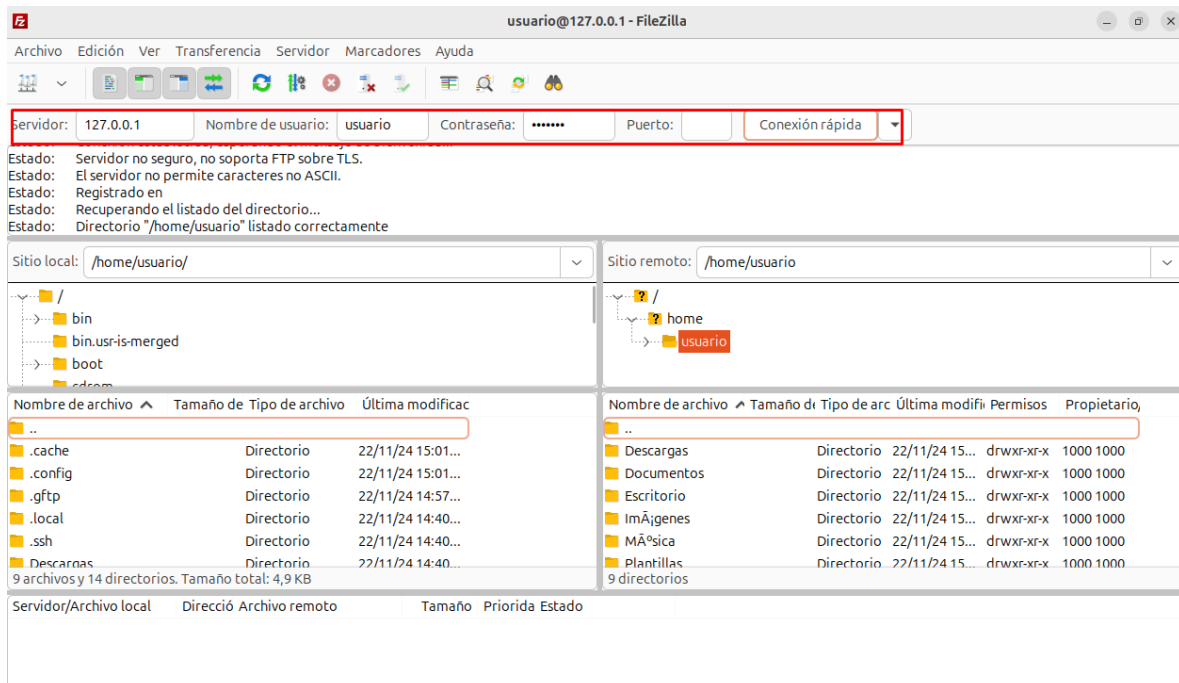 usuario@127.0.0.1 - FileZilla
Archivo Edición Ver Transferencia Servidor Marcadores Ayuda
Servidor: 127.0.0.1 Nombre de usuario: usuario Contraseña: ••••••• Puerto: Conexión rápida
Estado: Servidor no seguro, no soporta FTP sobre TLS.
Estado: El servidor no permite caracteres no ASCII.
Estado: Registrado en
Estado: Recuperando el listado del directorio...
Estado: Directorio "/home/usuario" listado correctamente
Sitio local: /home/usuario/
/
bin
bin.usr-is-merged
boot
cdrom
Sitio remoto: /home/usuario
/
home
usuario
Nombre de archivo Tamaño de Tipo de archivo Última modificac
..
.cache Directorio 22/11/24 15:01...
.config Directorio 22/11/24 15:01...
.gftp Directorio 22/11/24 14:57...
.local Directorio 22/11/24 14:40...
.ssh Directorio 22/11/24 14:40...
Descargas Directorio 22/11/24 14:40...
9 archivos y 14 directorios. Tamaño total: 4,9 KB
Nombre de archivo Tamaño de Tipo de arc Última modifi Permisos Propietario/
..
Descargas Directorio 22/11/24 15... drwxr-xr-x 1000 1000
Documentos Directorio 22/11/24 15... drwxr-xr-x 1000 1000
Escritorio Directorio 22/11/24 15... drwxr-xr-x 1000 1000
ImÃ¡genes Directorio 22/11/24 15... drwxr-xr-x 1000 1000
MÃºsica Directorio 22/11/24 15... drwxr-xr-x 1000 1000
Plantillas Directorio 22/11/24 15... drwxr-xr-x 1000 1000
9 directorios
Servidor/Archivo local Direcció Archivo remoto Tamaño Priorida Estado